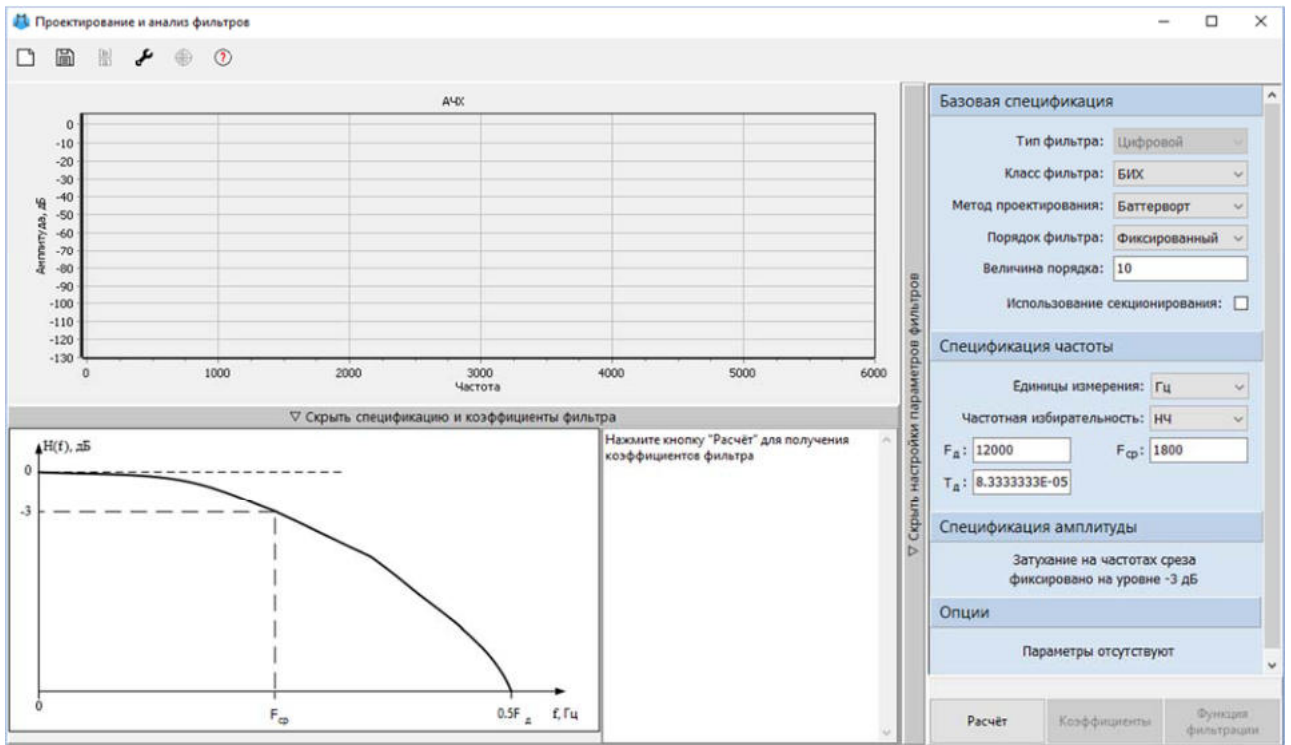 Проектирование и анализ фильтров
АЧХ
Амплитуда, дБ
0
-10
-20
-30
-40
-50
-60
-70
-80
-90
-100
-110
-120
-130
0 1000 2000 3000 4000 5000 6000
Частота
▽ Скрыть спецификацию и коэффициенты фильтра
H(f), дБ
0
-3
0 Fср 0.5Fд f, Гц
Нажмите кнопку "Расчёт" для получения
коэффициентов фильтра
▽ Скрыть настройки параметров фильтров
Базовая спецификация
Тип фильтра: Цифровой
Класс фильтра: БИХ
Метод проектирования: Баттерворт
Порядок фильтра: Фиксированный
Величина порядка: 10
Использование секционирования:
Спецификация частоты
Единицы измерения: Гц
Частотная избирательность: НЧ
Fд: 12000 Fср: 1800
Tд: 8.3333333E-05
Спецификация амплитуды
Затухание на частотах среза
фиксировано на уровне -3 дБ
Опции
Параметры отсутствуют
Расчёт Коэффициенты Функция
фильтрации